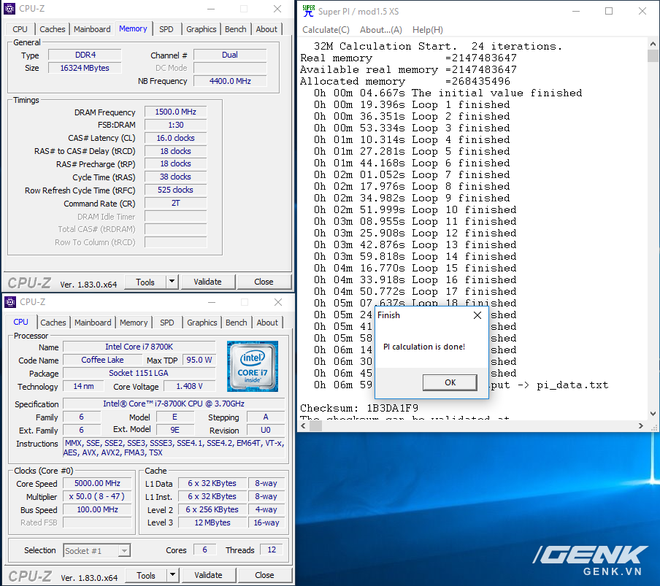 CPU-Z
CPU Caches Mainboard Memory SPD Graphics Bench About
General
Type DDR4 Channel # Dual
Size 16324 MBytes DC Mode
NB Frequency 4400.0 MHz
Timings
DRAM Frequency 1500.0 MHz
FSB:DRAM 1:30
CAS# Latency (CL) 16.0 clocks
RAS# to CAS# Delay (tRCD) 18 clocks
RAS# Precharge (tRP) 18 clocks
Cycle Time (tRAS) 38 clocks
Row Refresh Cycle Time (tRFC) 525 clocks
Command Rate (CR) 2T
DRAM Idle Timer
Total CAS# (tRDRAM)
Row To Column (tRCD)
CPU-Z Ver. 1.83.0.x64 Tools Validate Close
CPU-Z
CPU Caches Mainboard Memory SPD Graphics Bench About
Processor
Name Intel Core i7 8700K
Code Name Coffee Lake Max TDP 95.0 W
Package Socket 1151 LGA
Technology 14 nm Core Voltage 1.408 V
intel
CORE i7
inside
Specification Intel® Core™ i7-8700K CPU @ 3.70GHz
Family 6 Model E Stepping A
Ext. Family 6 Ext. Model 9E Revision U0
Instructions MMX, SSE, SSE2, SSE3, SSSE3, SSE4.1, SSE4.2, EM64T, VT-x,
AES, AVX, AVX2, FMA3, TSX
Clocks (Core #0)
Core Speed 5000.00 MHz
Multiplier x 50.0 ( 8 - 47 )
Bus Speed 100.00 MHz
Rated FSB
Cache
L1 Data 6 x 32 KBytes 8-way
L1 Inst. 6 x 32 KBytes 8-way
Level 2 6 x 256 KBytes 4-way
Level 3 12 MBytes 16-way
Selection Socket #1 Cores 6 Threads 12
CPU-Z Ver. 1.83.0.x64 Tools Validate Close
SUPER
Super PI / mod1.5 XS
Calculate(C) About...(A) Help(H)
32M Calculation Start. 24 iterations.
Real memory =2147483647
Available real memory =2147483647
Allocated memory =268435496
0h 00m 04.667s The initial value finished
0h 00m 19.396s Loop 1 finished
0h 00m 36.351s Loop 2 finished
0h 00m 53.334s Loop 3 finished
0h 01m 10.314s Loop 4 finished
0h 01m 27.281s Loop 5 finished
0h 01m 44.168s Loop 6 finished
0h 02m 01.052s Loop 7 finished
0h 02m 17.976s Loop 8 finished
0h 02m 34.982s Loop 9 finished
0h 02m 51.999s Loop 10 finished
0h 03m 08.955s Loop 11 finished
0h 03m 25.908s Loop 12 finished
0h 03m 42.876s Loop 13 finished
0h 03m 59.818s Loop 14 finished
0h 04m 16.770s Loop 15 finished
0h 04m 33.918s Loop 16 finished
0h 04m 50.772s Loop 17 finished
0h 05m 07.637s Loop 18 finished
0h 05m 24
0h 05m 41
0h 05m 58
0h 06m 14
0h 06m 30
0h 06m 45
0h 06m 59 put -> pi_data.txt
Finish
PI calculation is done!
OK
Checksum: 1B3DA1F9
The checksum can be validated at
GENK
GENK.VN